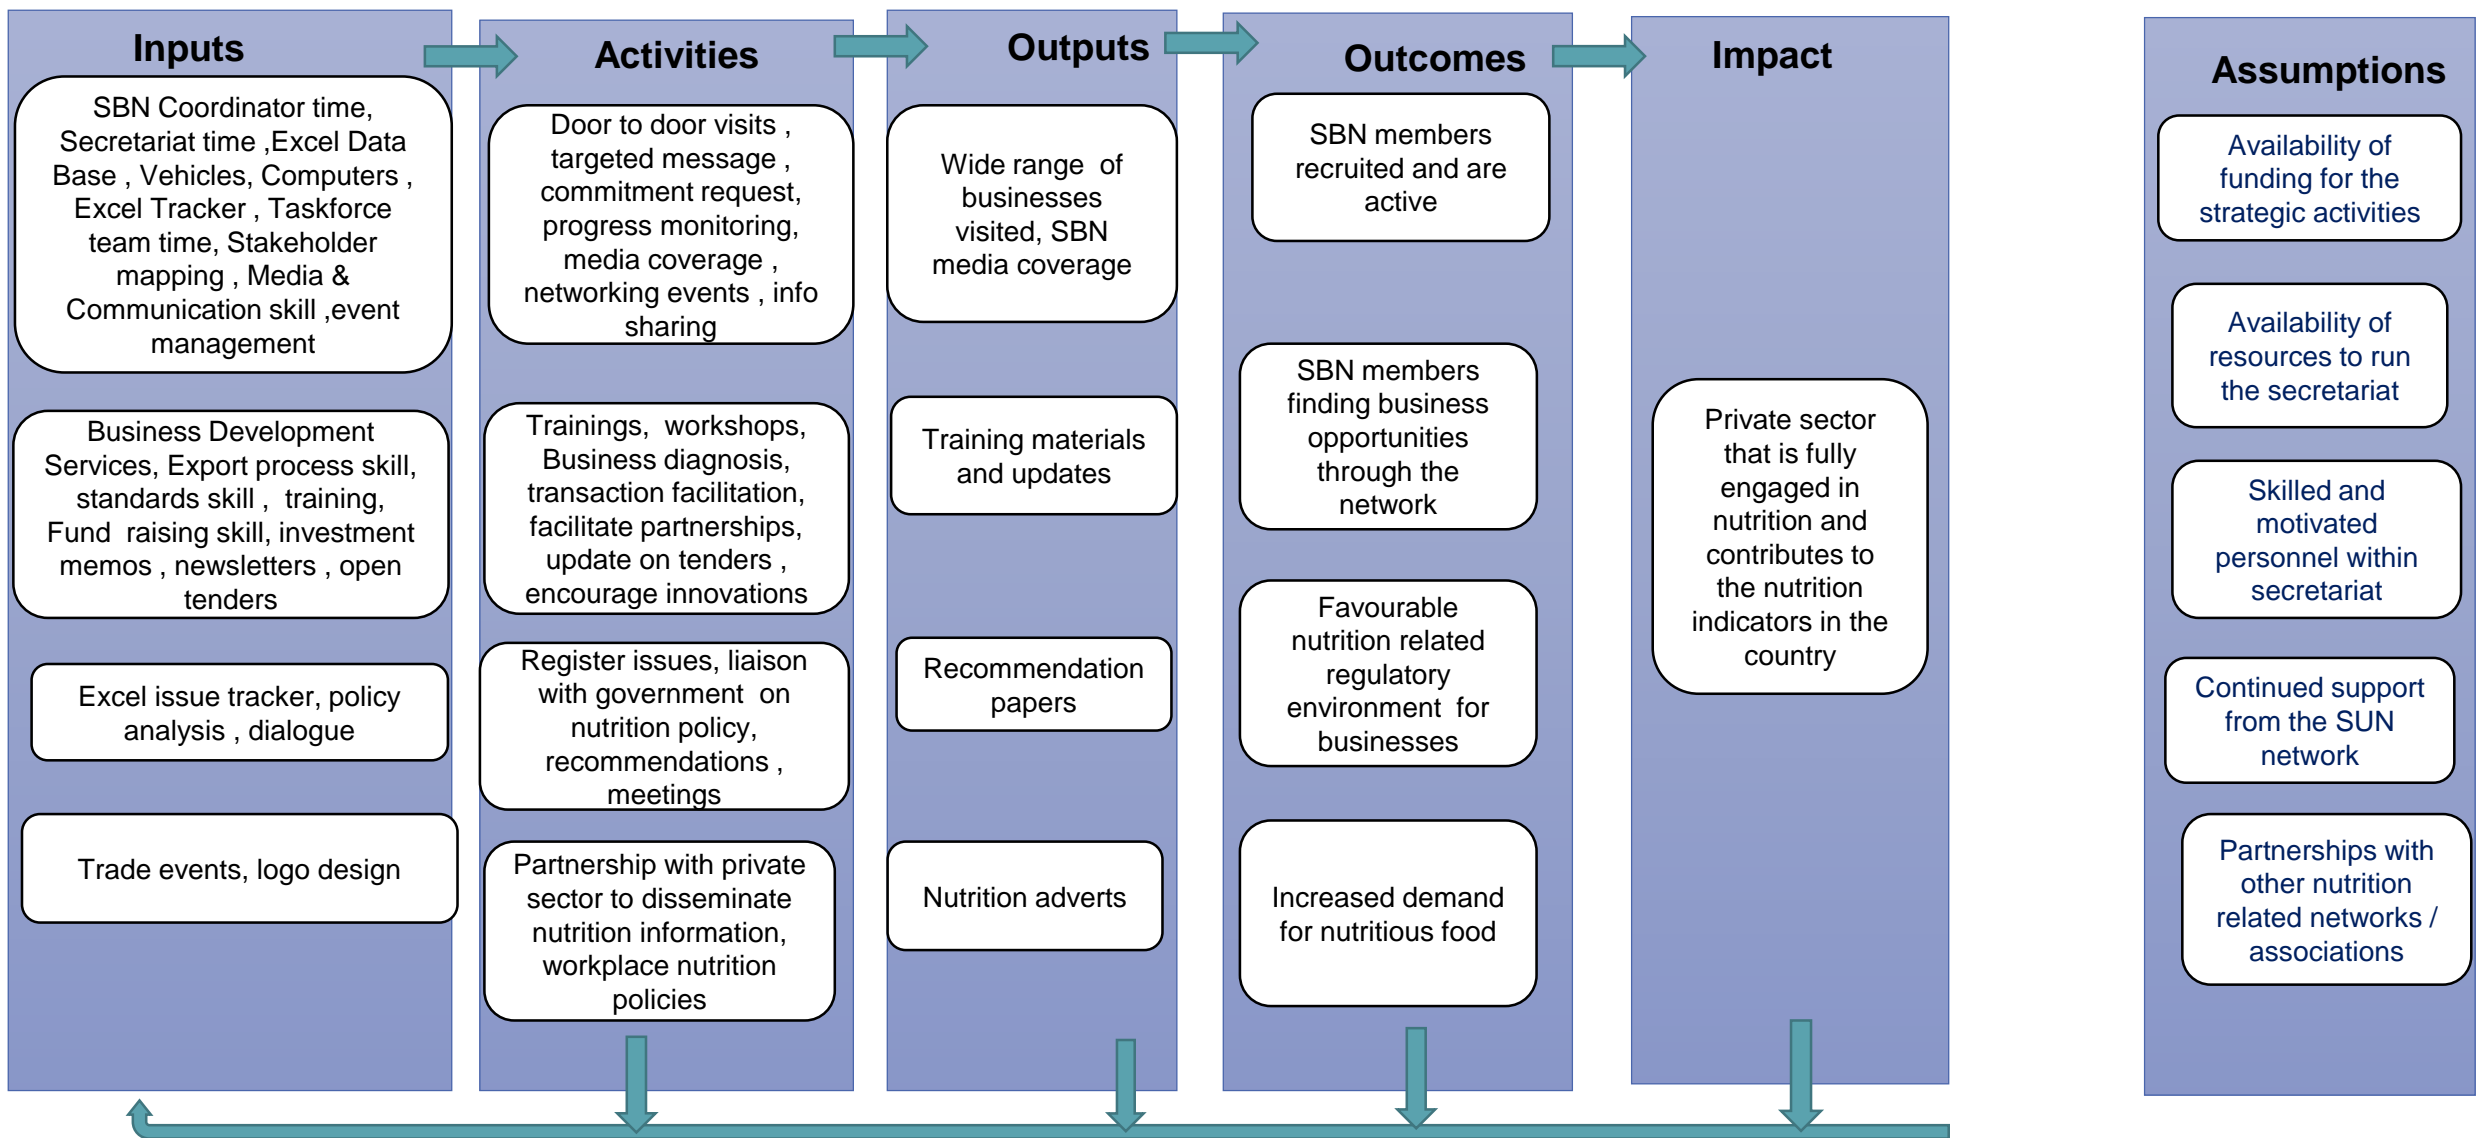 Inputs
SBN Coordinator time,
Secretariat time ,Excel Data
Base , Vehicles, Computers ,
Excel Tracker , Taskforce
team time, Stakeholder
mapping , Media &
Communication skill ,event
management
Business Development
Services, Export process skill,
standards skill , training,
Fund raising skill, investment
memos , newsletters , open
tenders
Excel issue tracker, policy
analysis , dialogue
Trade events, logo design
Activities
Door to door visits ,
targeted message ,
commitment request,
progress monitoring,
media coverage ,
networking events , info
sharing
Trainings, workshops,
Business diagnosis,
transaction facilitation,
facilitate partnerships,
update on tenders ,
encourage innovations
Register issues, liaison
with government on
nutrition policy,
recommendations ,
meetings
Partnership with private
sector to disseminate
nutrition information,
workplace nutrition
policies
Outputs
Wide range of
businesses
visited, SBN
media coverage
Training materials
and updates
Recommendation
papers
Nutrition adverts
Outcomes
SBN members
recruited and are
active
SBN members
finding business
opportunities
through the
network
Favourable
nutrition related
regulatory
environment for
businesses
Increased demand
for nutritious food
Impact
Private sector
that is fully
engaged in
nutrition and
contributes to
the nutrition
indicators in the
country
Assumptions
Availability of
funding for the
strategic activities
Availability of
resources to run
the secretariat
Skilled and
motivated
personnel within
secretariat
Continued support
from the SUN
network
Partnerships with
other nutrition
related networks /
associations